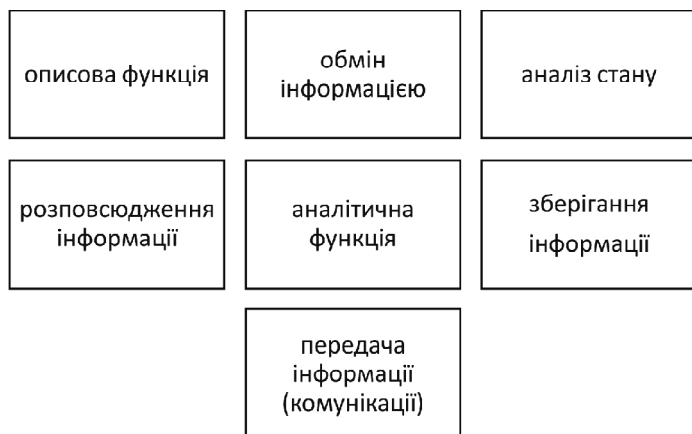 описова функція
обмін
інформацією
аналіз стану
розповсюдження
інформації
аналітична
функція
зберігання
інформації
передача
інформації
(комунікації)